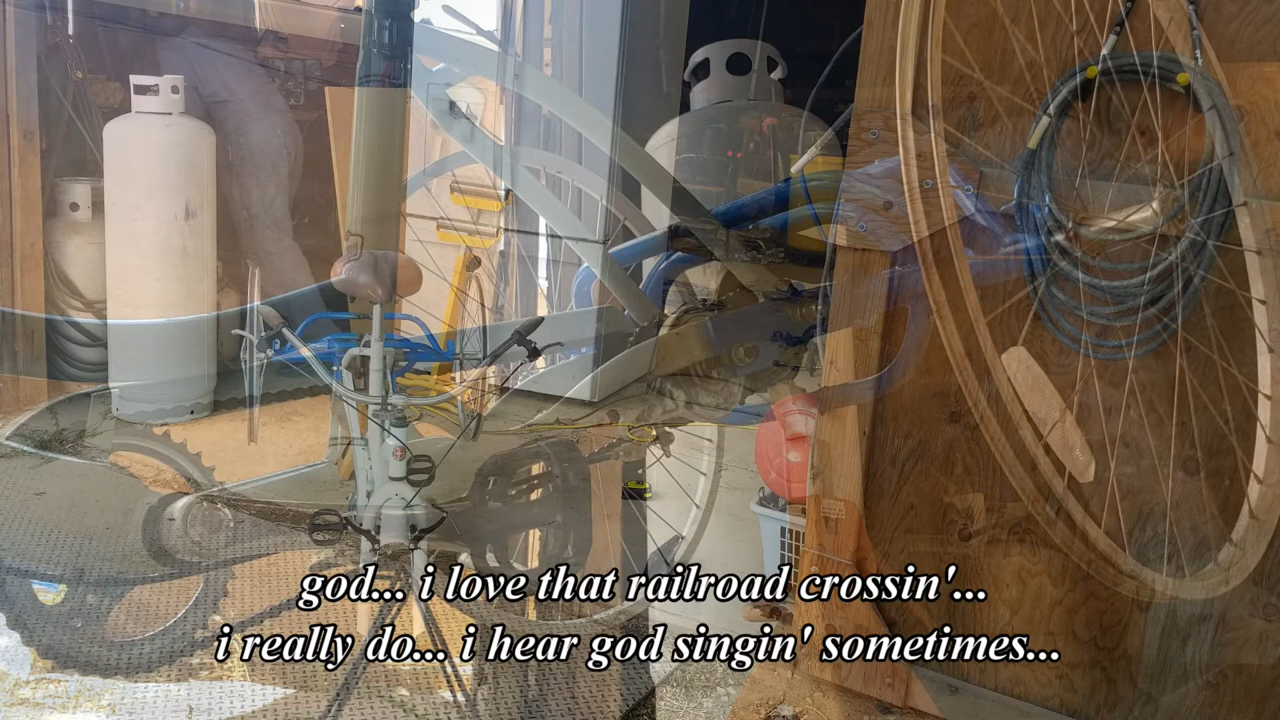 god... i love that railroad crossin'...
i really do... i hear god singin' sometimes...